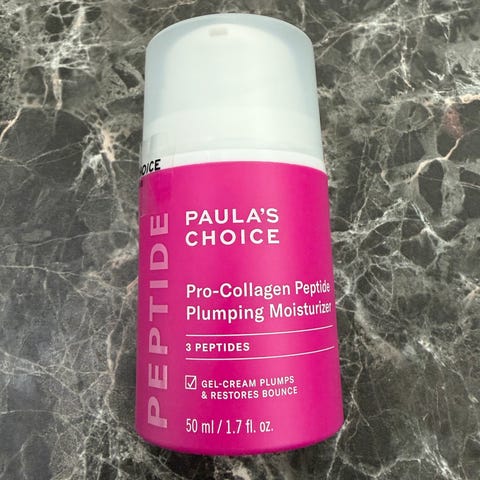 OICE
PEPTIDE
PAULA'S
CHOICE
Pro-Collagen Peptide
Plumping Moisturizer
3 PEPTIDES
GEL-CREAM PLUMPS
& RESTORES BOUNCE
50 ml / 1.7 fl. oz.